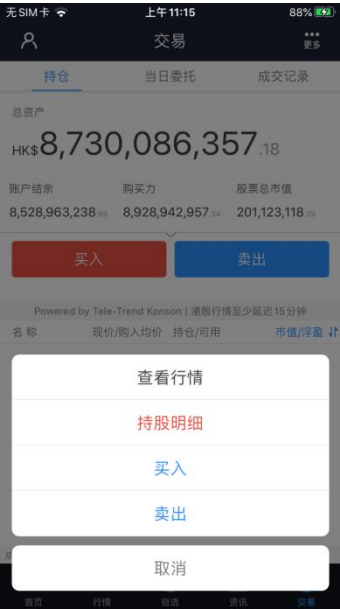 无SIM卡 上午11:15 88%
交易
更多
持仓 当日委托 成交记录
总资产
HK$8,730,086,357.18
账户结余 购买力 股票总市值
8,528,963,238 8,928,942,957.34 201,123,118
买入 卖出
Powered by Tele-Trend Konson | 港股行情至少延迟15分钟
名称 现价/购入均价 持仓/可用 市值/浮盈
查看行情
持股明细
买入
卖出
取消
首页 行情 自选 资讯 交易